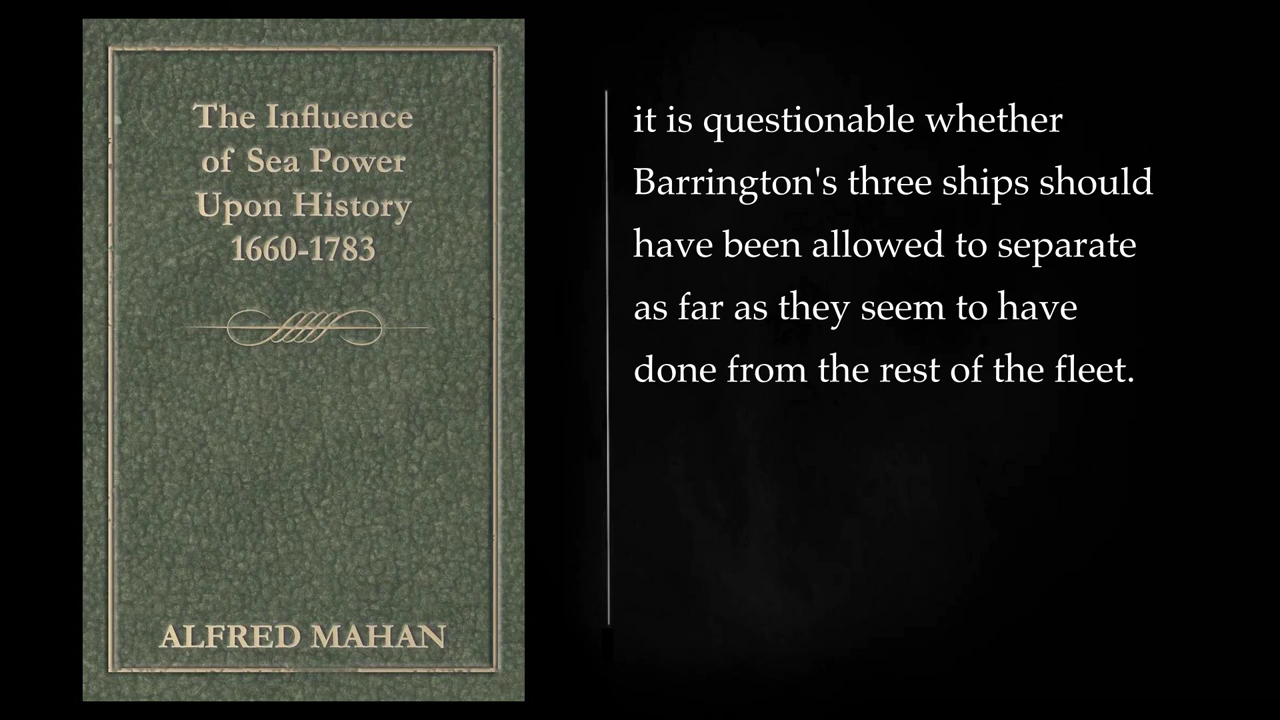 The Influence
of Sea Power
Upon History
1660-1783
ALFRED MAHAN
it is questionable whether
Barrington's three ships should
have been allowed to separate
as far as they seem to have
done from the rest of the fleet.